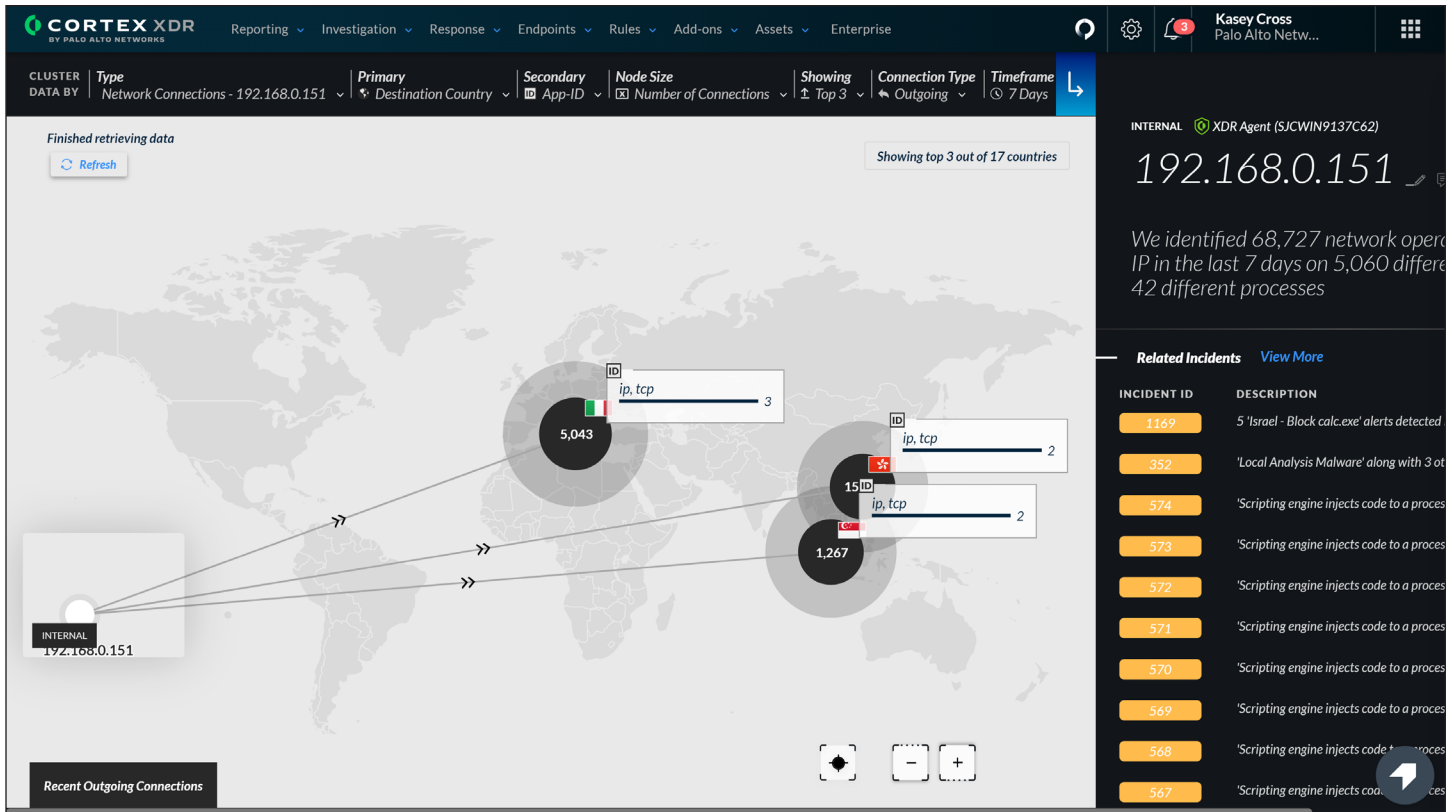 CORTEX XDR
BY PALO ALTO NETWORKS
Reporting Investigation Response Endpoints Rules Add-ons Assets Enterprise
3
Kasey Cross
Palo Alto Netw...
CLUSTER DATA BY
Type
Network Connections - 192.168.0.151
Primary
Destination Country
Secondary
ID App-ID
Node Size
Number of Connections
Showing
Top 3
Connection Type
Outgoing
Timeframe
7 Days
Finished retrieving data
Refresh
Showing top 3 out of 17 countries
ID
ip, tcp
3
5,043
ID
ip, tcp
2
15
ID
ip, tcp
2
1,267
INTERNAL
192.168.0.151
Recent Outgoing Connections
−
+
INTERNAL XDR Agent (SJCWIN9137C62)
192.168.0.151
We identified 68,727 network oper
IP in the last 7 days on 5,060 differe
42 different processes
Related Incidents View More
INCIDENT ID DESCRIPTION
1169 5 'Israel - Block calc.exe' alerts detected
352 'Local Analysis Malware' along with 3 ot
574 'Scripting engine injects code to a proces
573 'Scripting engine injects code to a proces
572 'Scripting engine injects code to a proces
571 'Scripting engine injects code to a proces
570 'Scripting engine injects code to a proces
569 'Scripting engine injects code to a proces
568 'Scripting engine injects code
567 'Scripting engine injects